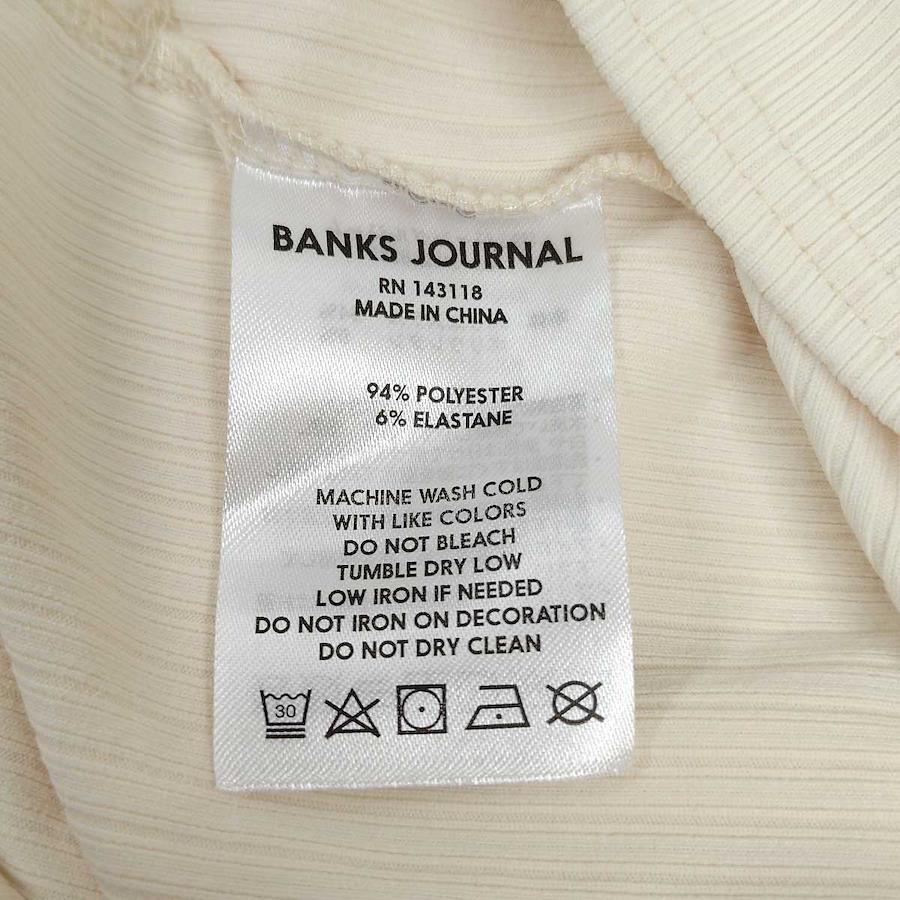 BANKS JOURNAL
RN 143118
MADE IN CHINA
94% POLYESTER
6% ELASTANE
MACHINE WASH COLD
WITH LIKE COLORS
DO NOT BLEACH
TUMBLE DRY LOW
LOW IRON IF NEEDED
DO NOT IRON ON DECORATION
DO NOT DRY CLEAN
30